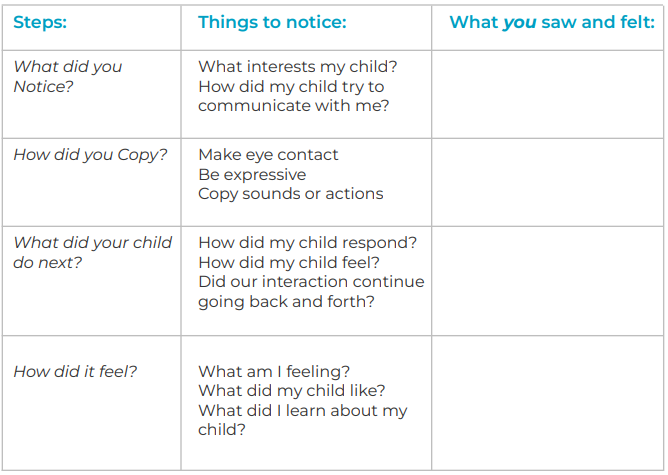 Steps:
Things to notice:
What you saw and felt:
What did you
Notice?
What interests my child?
How did my child try to
communicate with me?
How did you Copy?
Make eye contact
Be expressive
Copy sounds or actions
What did your child
do next?
How did my child respond?
How did my child feel?
Did our interaction continue
going back and forth?
How did it feel?
What am I feeling?
What did my child like?
What did I learn about my
child?